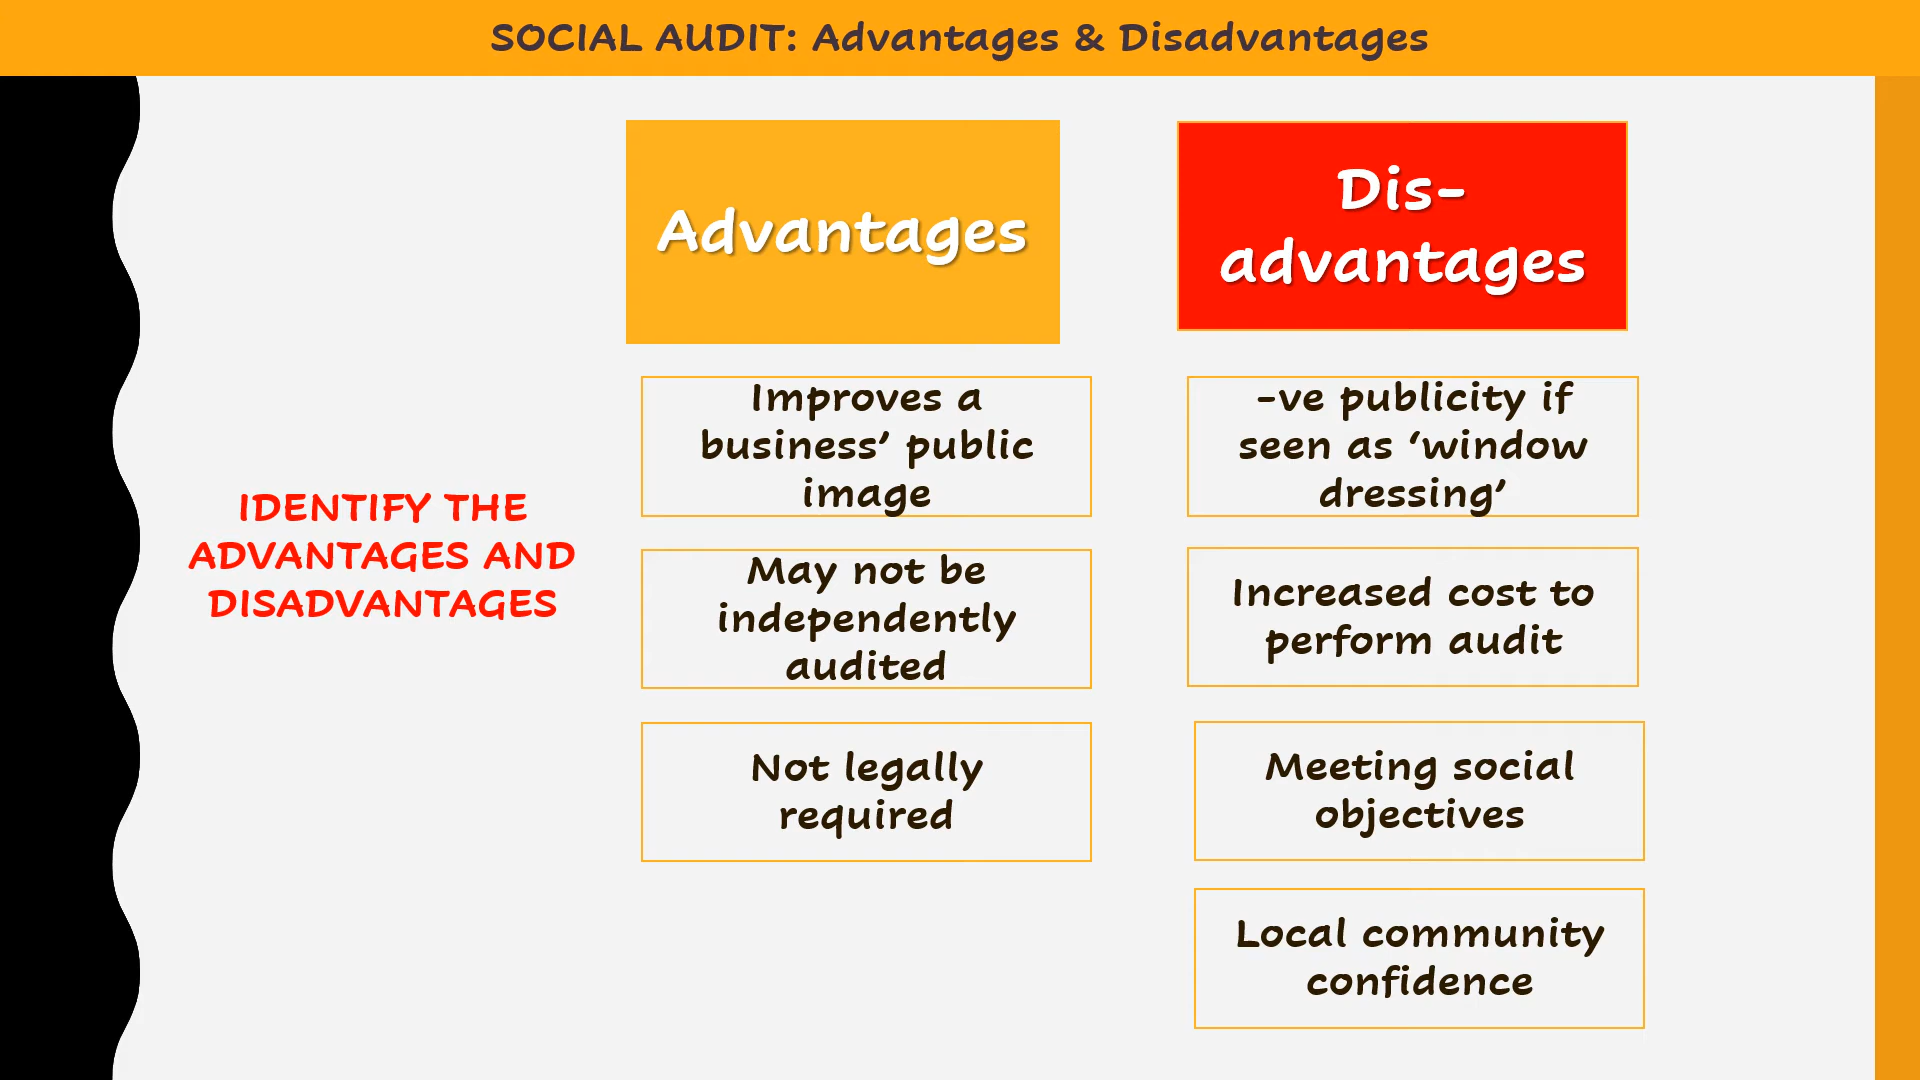 SOCIAL AUDIT: Advantages & Disadvantages
IDENTIFY THE
ADVANTAGES AND
DISADVANTAGES
Advantages
Improves a
business’ public
image
May not be
independently
audited
Not legally
required
Dis-
advantages
-ve publicity if
seen as ‘window
dressing’
Increased cost to
perform audit
Meeting social
objectives
Local community
confidence